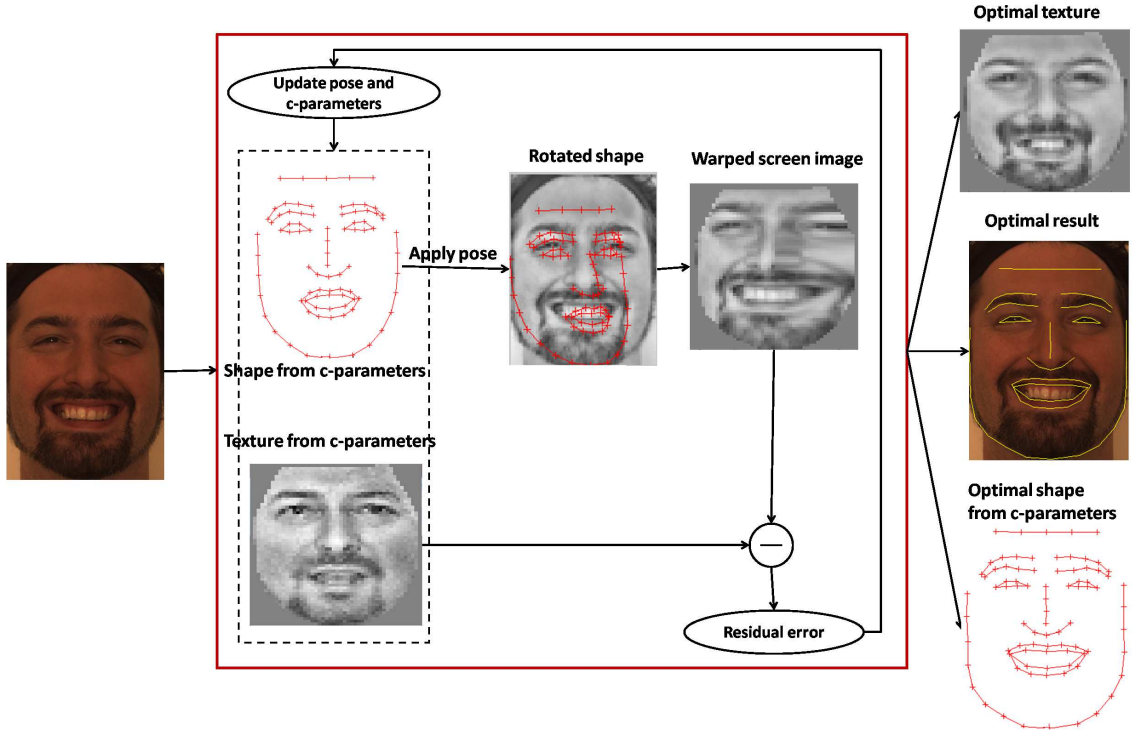 Optimal texture
Update pose and
c-parameters
Rotated shape
Warped screen image
Apply pose
Optimal result
Shape from c-parameters
Texture from c-parameters
Optimal shape
from c-parameters
Residual error